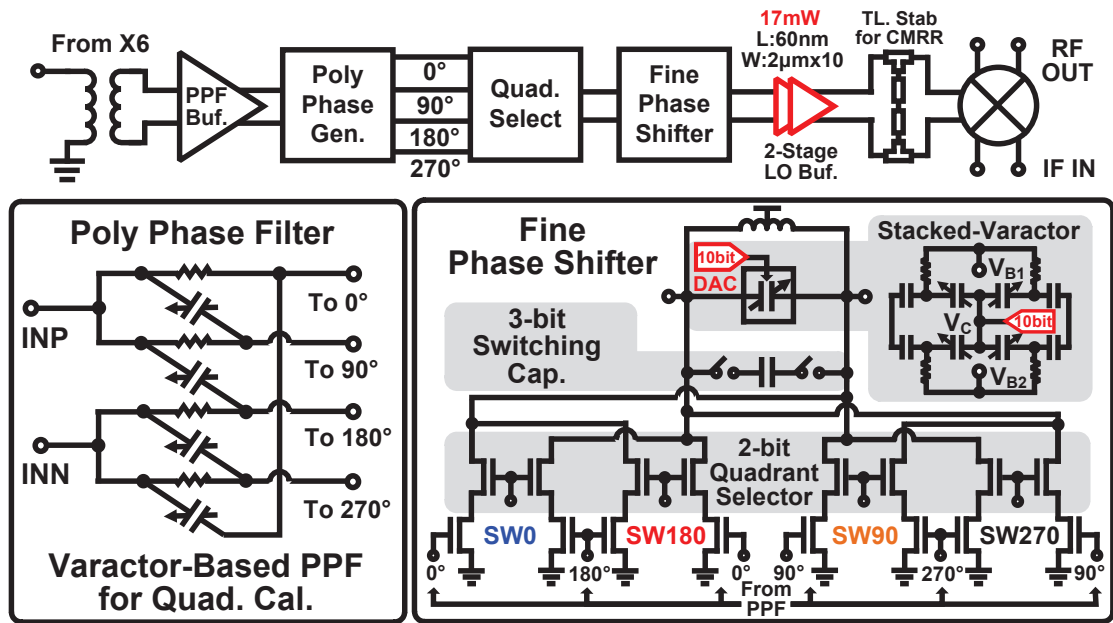 From X6
PPF
Buf.
Poly
Phase
Gen.
0°
90°
180°
270°
Quad.
Select
Fine
Phase
Shifter
17mW
L:60nm
W:2µmx10
2-Stage
LO Buf.
TL. Stab
for CMRR
RF
OUT
IF IN
Poly Phase Filter
INP
INN
To 0°
To 90°
To 180°
To 270°
Varactor-Based PPF
for Quad. Cal.
Fine
Phase Shifter
10bit
DAC
3-bit
Switching
Cap.
Stacked-Varactor
VB1
VC
10bit
VB2
2-bit
Quadrant
Selector
SW0
SW180
SW90
SW270
0°
180°
0°
90°
270°
90°
From
PPF